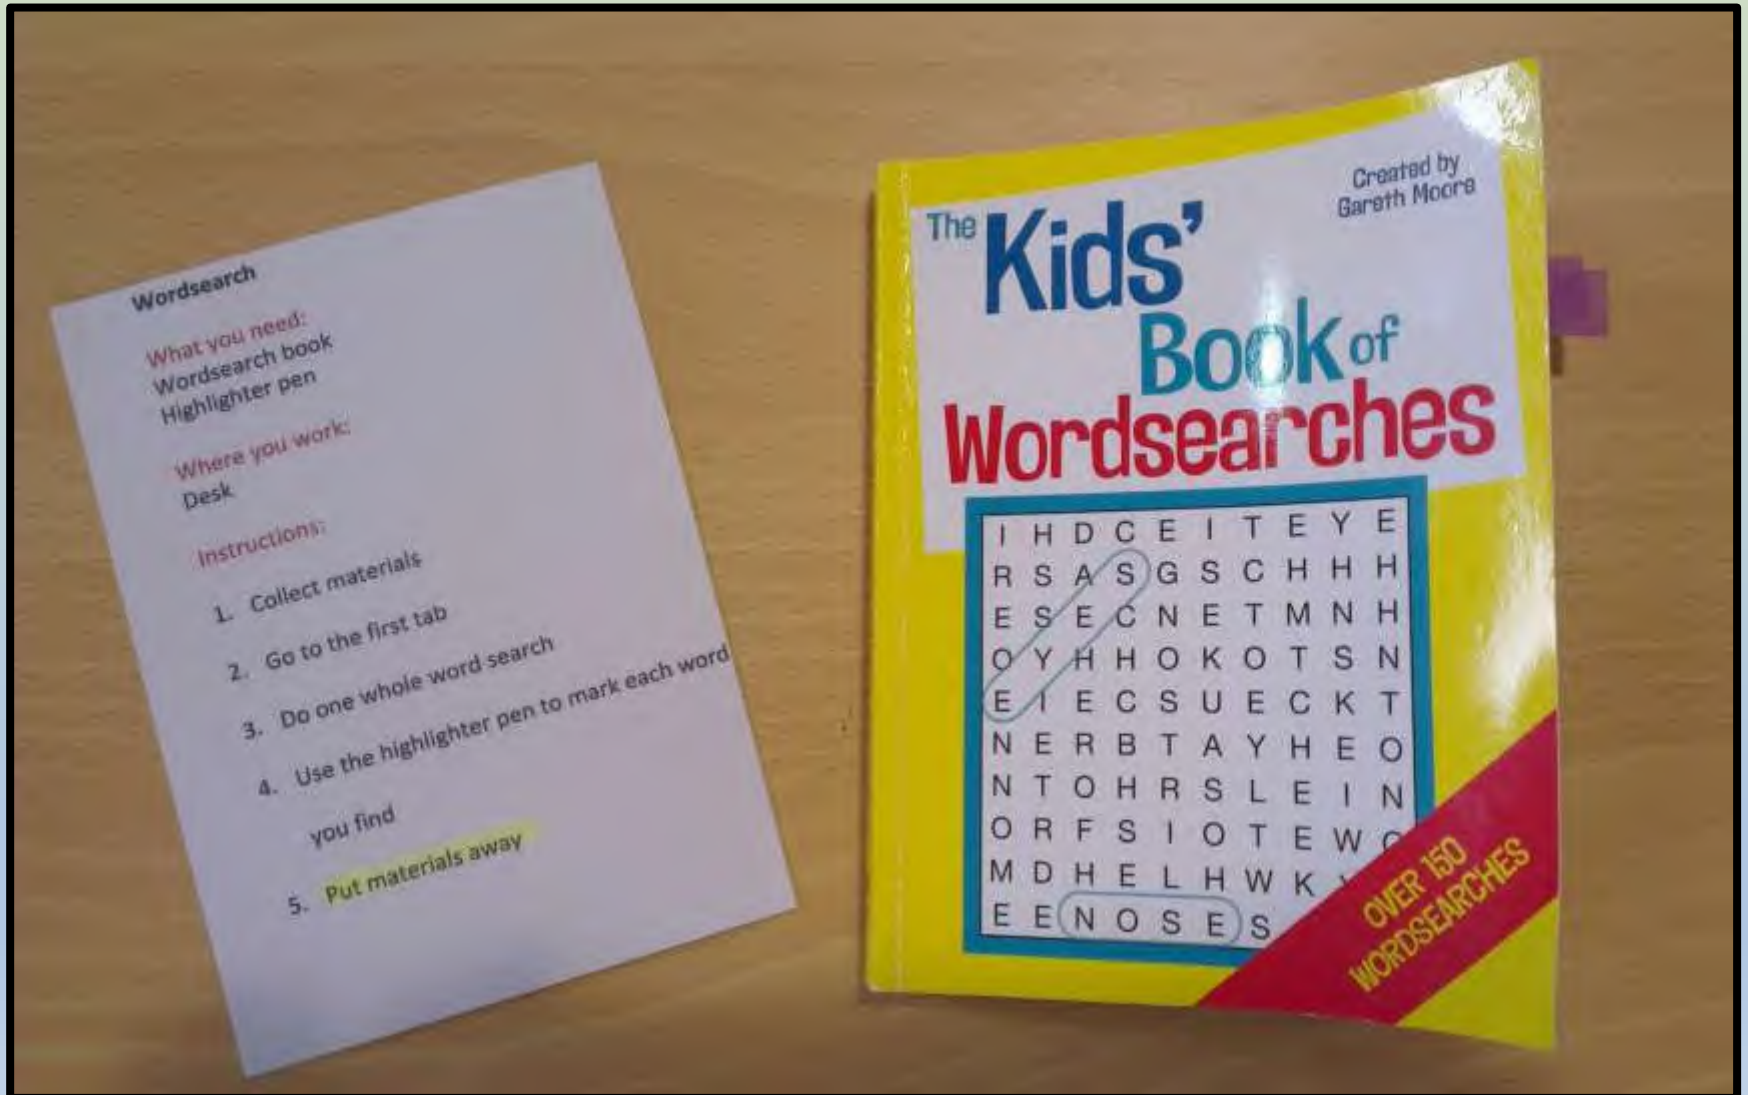 Wordsearch
What you need:
Wordsearch book
Highlighter pen
Where you work:
Desk
Instructions:
1. Collect materials
2. Go to the first tab
3. Do one whole word search
4. Use the highlighter pen to mark each word
you find
5. Put materials away
Created by
Gareth Moore
The Kids'
Book of
Wordsearches
I H D C E I T E Y E
R S A S G S C H H H
E S E C N E T M N H
O Y H H O K O T S N
E I E C S U E C K T
N E R B T A Y H E O
N T O H R S L E I N
O R F S I O T E W
M D H E L H W K
E E N O S E S
OVER 150
WORDSEARCHES